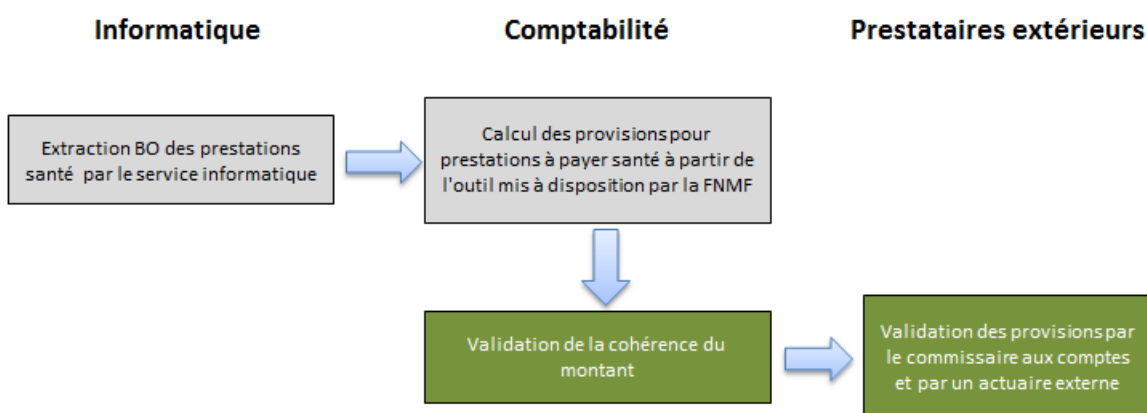 Informatique
Comptabilité
Prestataires extérieurs
Extraction BO des prestations
santé par le service informatique
Calcul des provisions pour
prestations à payer santé à partir de
l'outil mis à disposition par la FNMF
Validation de la cohérence du
montant
Validation des provisions par
le commissaire aux comptes
et par un actuaire externe